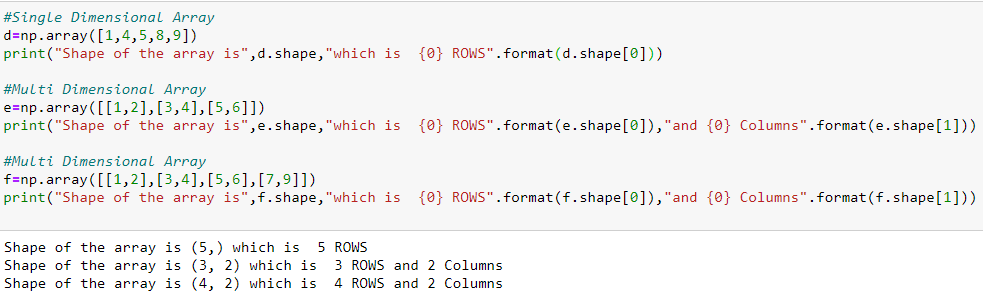 #Single Dimensional Array
d=np.array([1,4,5,8,9])
print("Shape of the array is",d.shape,"which is  {0} ROWS".format(d.shape[0]))
#Multi Dimensional Array
e=np.array([[1,2],[3,4],[5,6]])
print("Shape of the array is",e.shape,"which is  {0} ROWS".format(e.shape[0]),"and {0} Columns".format(e.shape[1]))
#Multi Dimensional Array
f=np.array([[1,2],[3,4],[5,6],[7,9]])
print("Shape of the array is",f.shape,"which is  {0} ROWS".format(f.shape[0]),"and {0} Columns".format(f.shape[1]))
Shape of the array is (5,) which is  5 ROWS
Shape of the array is (3, 2) which is  3 ROWS and 2 Columns
Shape of the array is (4, 2) which is  4 ROWS and 2 Columns